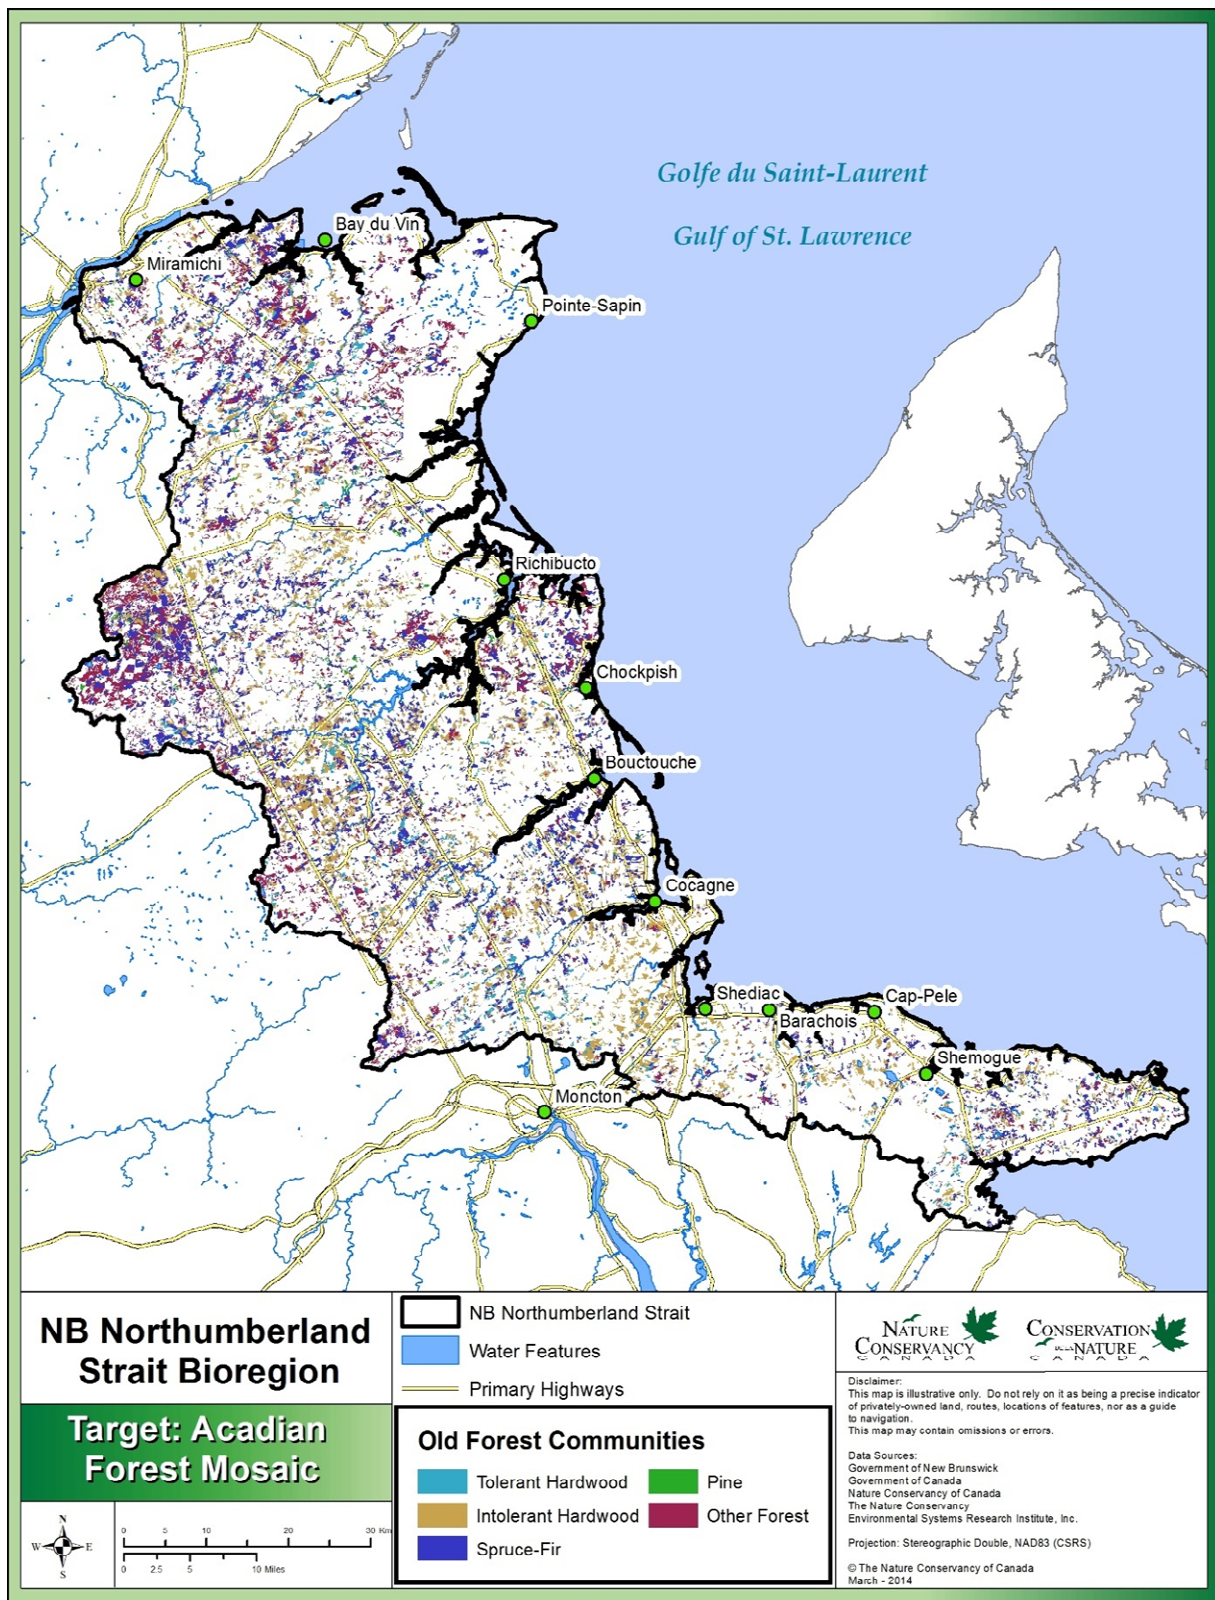 Golfe du Saint-Laurent
Gulf of St. Lawrence
Bay du Vin
Miramichi
Pointe-Sapin
Richibucto
Chockpish
Bouctouche
Cocagne
Shediac
Cap-Pele
Barachois
Shemogue
Moncton
NB Northumberland
Strait Bioregion
Target: Acadian
Forest Mosaic
N
W E
S
0 5 10 20 30 Km
0 2.5 5 10 Miles
NB Northumberland Strait
Water Features
Primary Highways
Old Forest Communities
Tolerant Hardwood
Pine
Intolerant Hardwood
Other Forest
Spruce-Fir
NATURE
CONSERVANCY
CANADA
CONSERVATION
DE LA NATURE
CANADA
Disclaimer:
This map is illustrative only. Do not rely on it as being a precise indicator
of privately-owned land, routes, locations of features, nor as a guide
to navigation.
This map may contain omissions or errors.
Data Sources:
Government of New Brunswick
Government of Canada
Nature Conservancy of Canada
The Nature Conservancy
Environmental Systems Research Institute, Inc.
Projection: Stereographic Double, NAD83 (CSRS)
© The Nature Conservancy of Canada
March - 2014